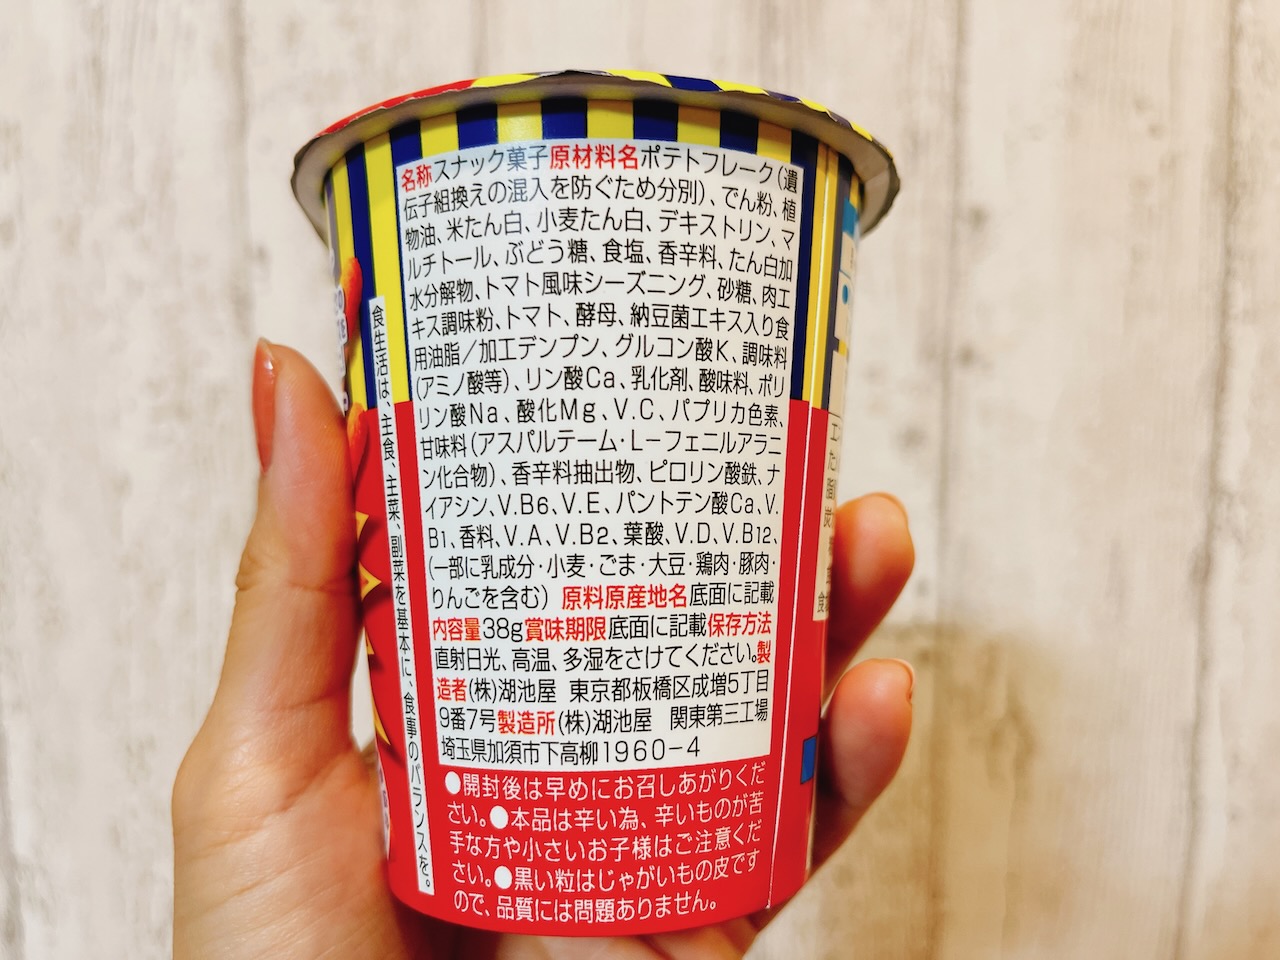 名称スナック菓子原材料名ポテトフレーク(遺
伝子組換えの混入を防ぐため分別)、でん粉、植
物油、米たん白、小麦たん白、デキストリン、マ
ルチトール、ぶどう糖、食塩、香辛料、たん白加
水分解物、トマト風味シーズニング、砂糖、肉エ
キス調味粉、トマト、酵母、納豆菌エキス入り食
用油脂/加工デンプン、グルコン酸K、調味料
(アミノ酸等)、リン酸Ca、乳化剤、酸味料、ポリ
リン酸Na、酸化Mg、V.C、パプリカ色素、
甘味料(アスパルテーム・L-フェニルアラニ
ン化合物)、香辛料抽出物、ピロリン酸鉄、ナ
イアシン、V.B6、V.E、パントテン酸Ca、V.
B1、香料、V.A、V.B2、葉酸、V.D、V.B12、
(一部に乳成分・小麦・ごま・大豆・鶏肉・豚肉・
りんごを含む) 原料原産地名底面に記載
内容量38g賞味期限底面に記載保存方法
直射日光、高温、多湿をさけてください。製
造者(株)湖池屋 東京都板橋区成増5丁目
9番7号製造所(株)湖池屋 関東第三工場
埼玉県加須市下高柳1960-4
●開封後は早めにお召しあがりくだ
さい。●本品は辛い為、辛いものが苦
手な方や小さいお子様はご注意くだ
さい。●黒い粒はじゃがいもの皮です
ので、品質には問題ありません。
食生活は、主食、主菜、副菜を基本に、食事のバランスを。